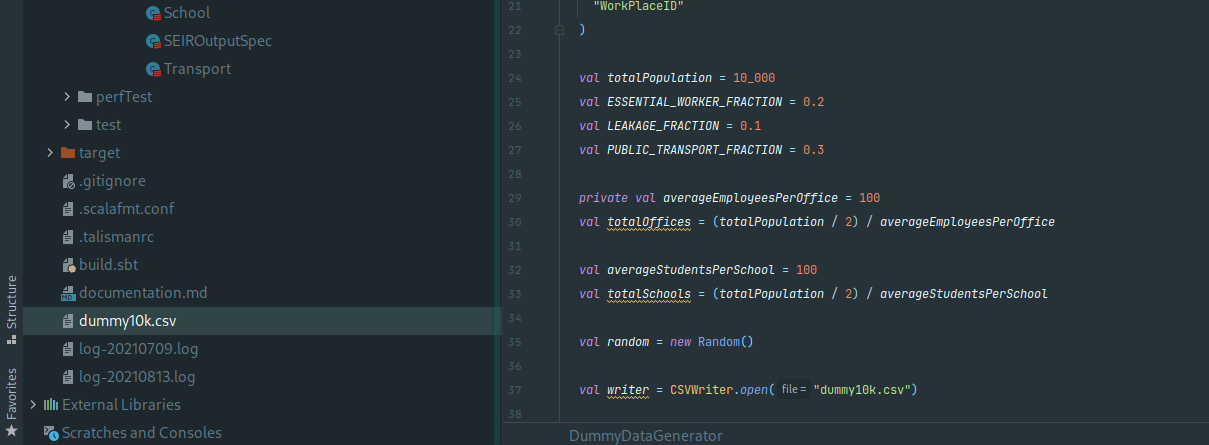 School
SEIROutputSpec
Transport
perfTest
test
target
.gitignore
.scalafmt.conf
.talismanrc
build.sbt
documentation.md
dummy10k.csv
log-20210709.log
log-20210813.log
External Libraries
Scratches and Consoles
Structure
Favorites
21 "WorkPlaceID"
22 )
23
24 val totalPopulation = 10_000
25 val ESSENTIAL_WORKER_FRACTION = 0.2
26 val LEAKAGE_FRACTION = 0.1
27 val PUBLIC_TRANSPORT_FRACTION = 0.3
28
29 private val averageEmployeesPerOffice = 100
30 val totalOffices = (totalPopulation / 2) / averageEmployeesPerOffice
31
32 val averageStudentsPerSchool = 100
33 val totalSchools = (totalPopulation / 2) / averageStudentsPerSchool
34
35 val random = new Random()
36
37 val writer = CSVWriter.open( file = "dummy10k.csv")
38
DummyDataGenerator